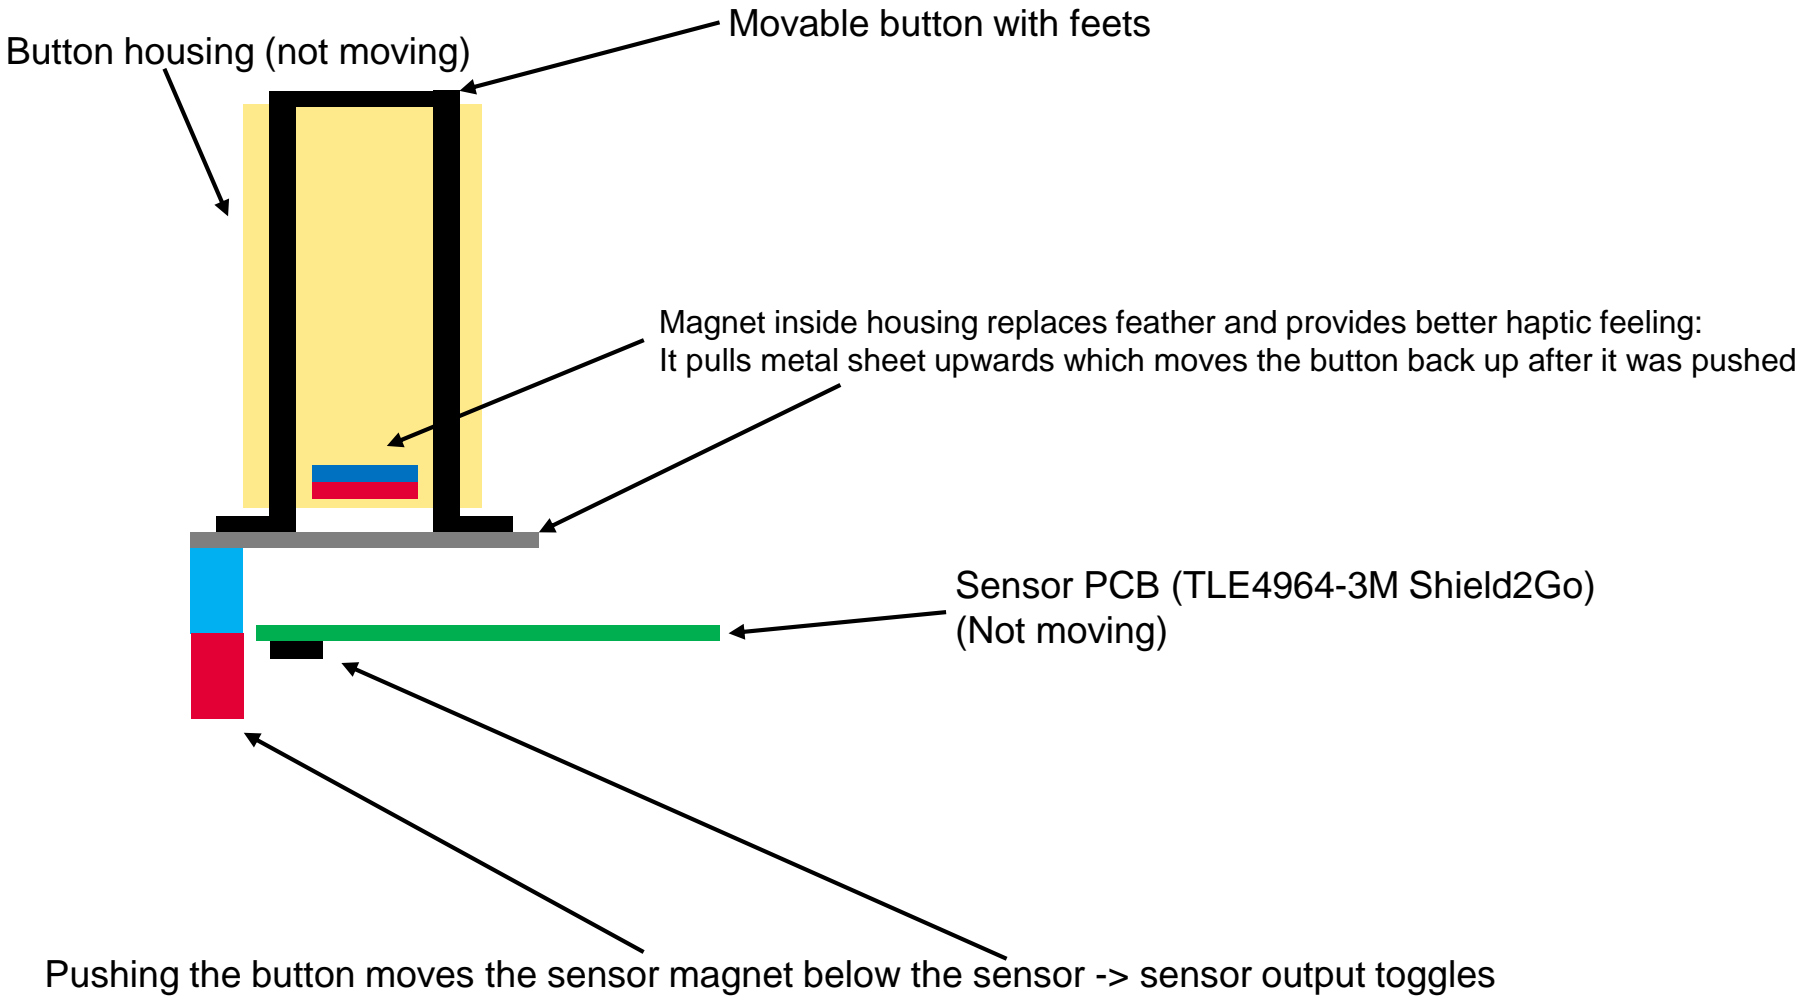 Movable button with feets
Button housing (not moving)
Magnet inside housing replaces feather and provides better haptic feeling:
It pulls metal sheet upwards which moves the button back up after it was pushed
Sensor PCB (TLE4964-3M Shield2Go)
(Not moving)
Pushing the button moves the sensor magnet below the sensor -> sensor output toggles